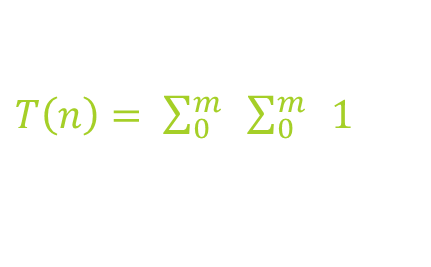 T(n) = ∑₀ᵐ ∑₀ᵐ 1